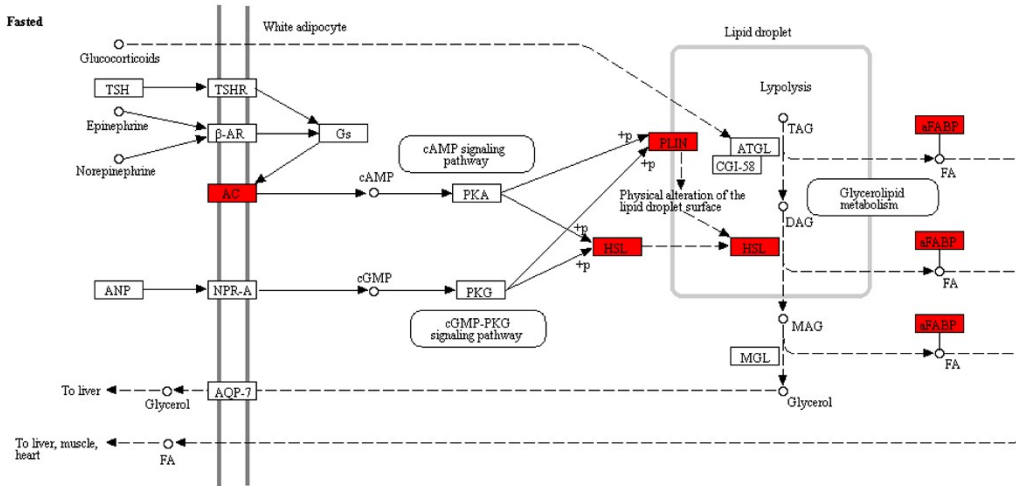 Fasted
White adipocyte
Lipid droplet
Glucocorticoids
TSH
TSHR
Lypolysis
Epinephrine
β-AR
Gs
+p
PLIN
TAG
aFABP
ATGL
CGI-58
cAMP signaling
pathway
+p
FA
Norepinephrine
AC
cAMP
PKA
Physical alteration of the
lipid droplet surface
Glycerolipid
metabolism
DAG
+p
HSL
HSL
aFABP
+p
FA
ANP
NPR-A
cGMP
PKG
cGMP-PKG
signaling pathway
MAG
aFABP
MGL
FA
To liver
Glycerol
AQP-7
Glycerol
To liver, muscle,
heart
FA